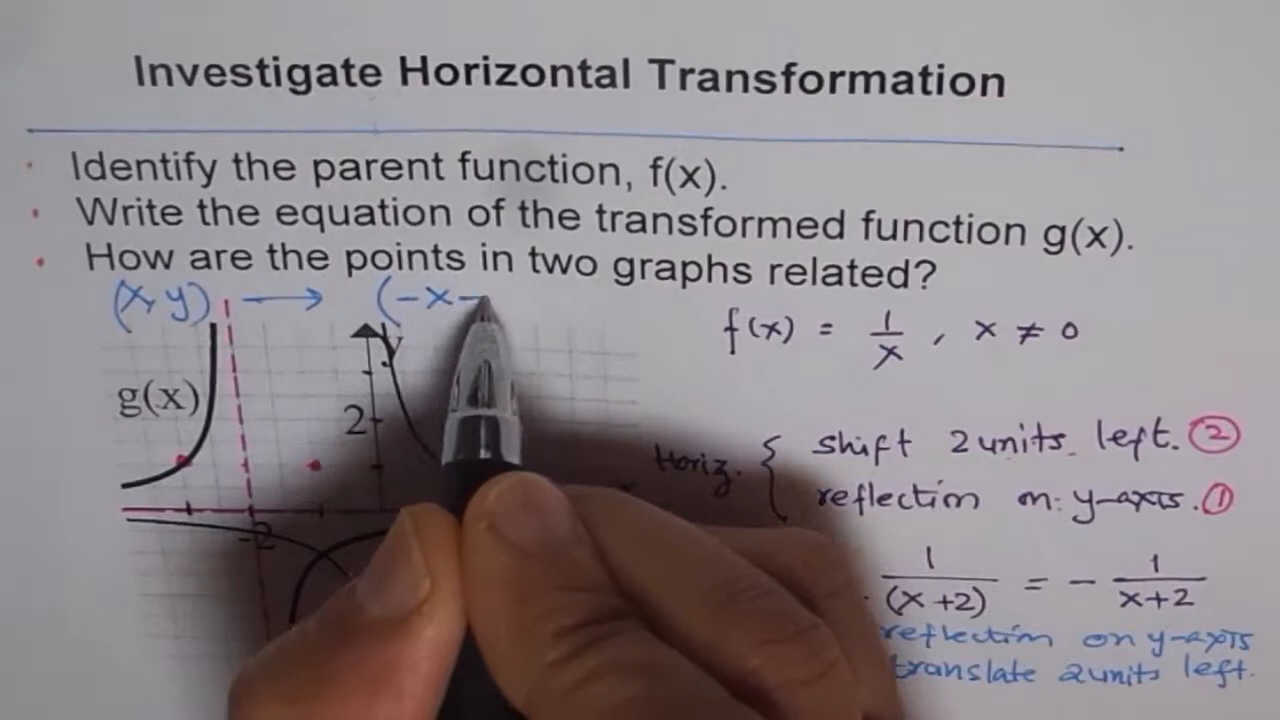 Investigate Horizontal Transformation
Identify the parent function, f(x).
Write the equation of the transformed function g(x).
How are the points in two graphs related?
(x, y) → (-x-
f(x) = 1/x , x ≠ 0
y
g(x)
2
Horiz. { shift 2 units left. ②
reflection on: y-axis. ①
-2
1/(x+2) = - 1/x+2
reflection on y-axis
translate 2 units left.